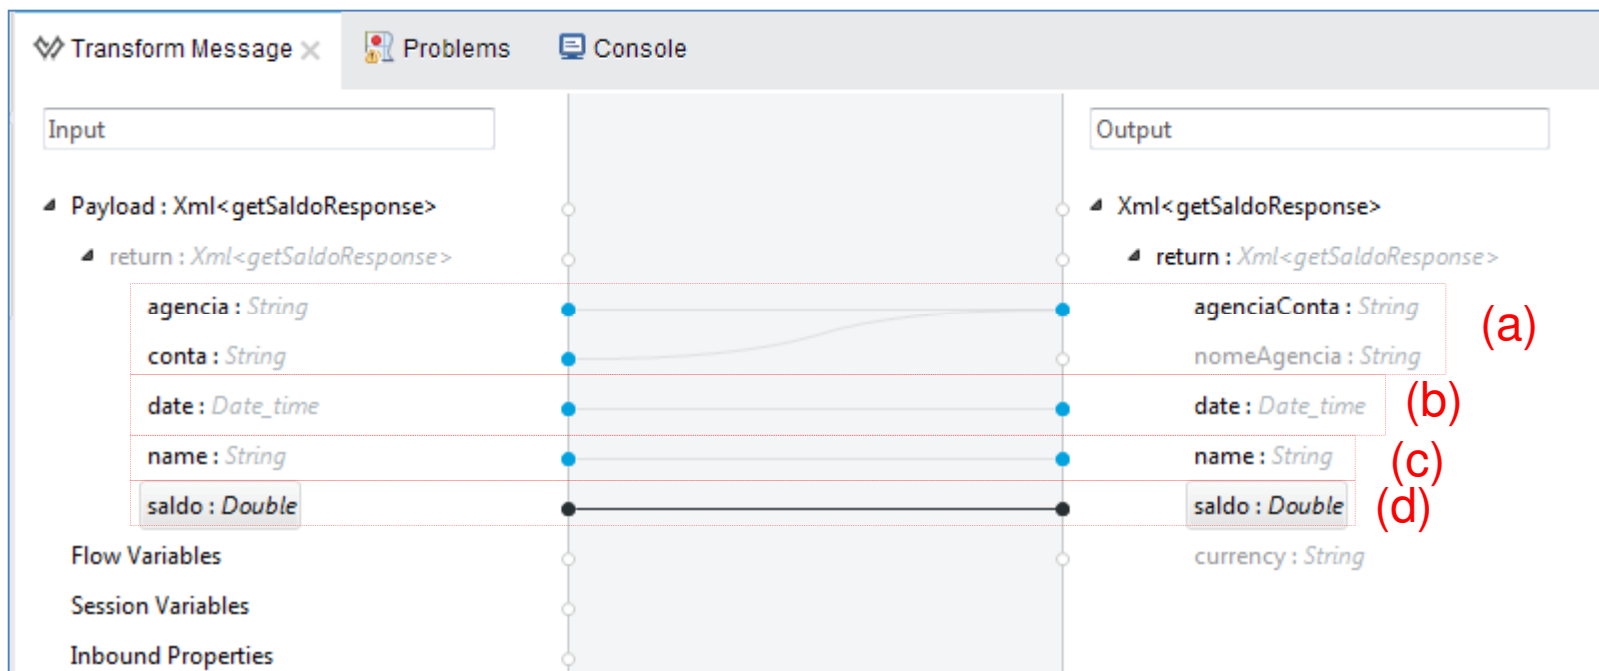 Transform Message Problems Console
Input Output
Payload : Xml<getSaldoResponse> Xml<getSaldoResponse>
return : Xml<getSaldoResponse> return : Xml<getSaldoResponse>
agencia : String agenciaConta : String
(a)
conta : String nomeAgencia : String
date : Date_time date : Date_time (b)
name : String name : String (c)
saldo : Double saldo : Double (d)
Flow Variables currency : String
Session Variables
Inbound Properties